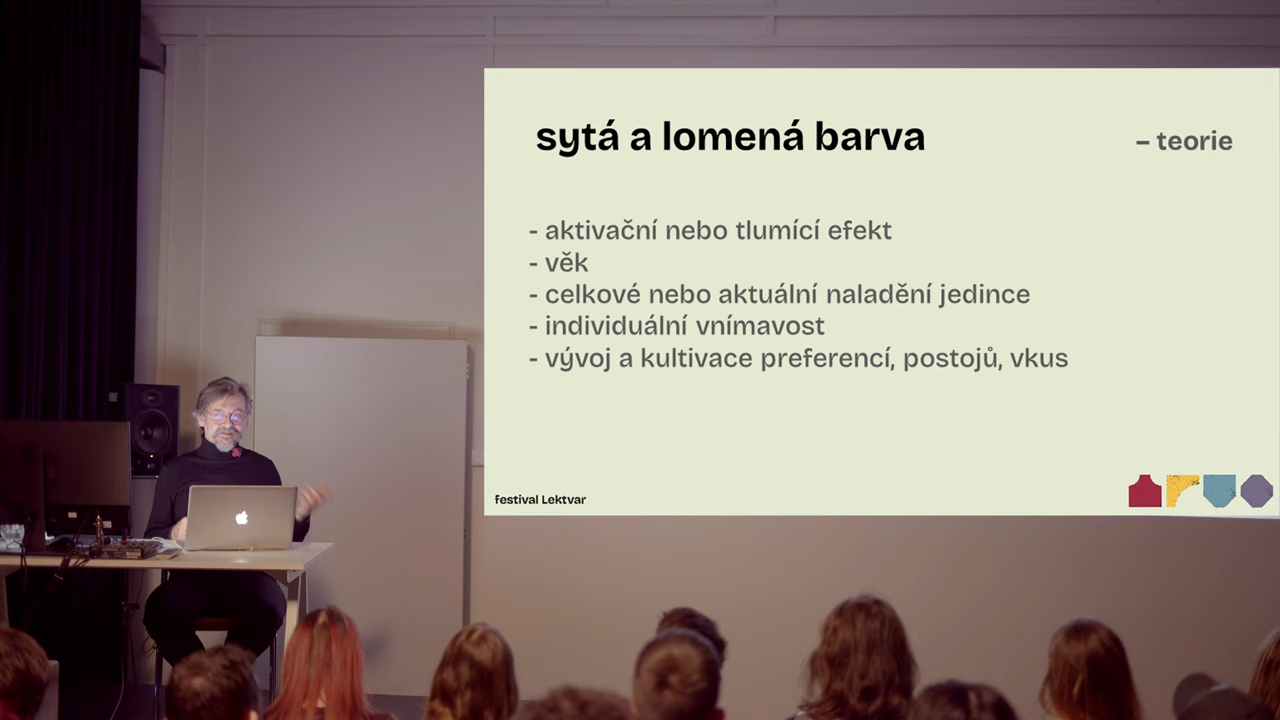 sytá a lomená barva
– teorie
- aktivační nebo tlumící efekt
- věk
- celkové nebo aktuální naladění jedince
- individuální vnímavost
- vývoj a kultivace preferencí, postojů, vkus
festival Lektvar